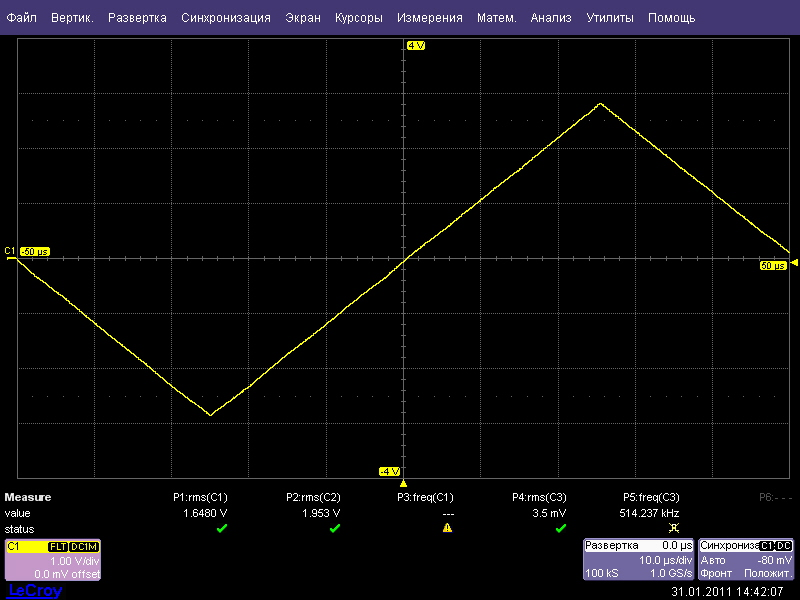 Файл Вертик. Развертка Синхронизация Экран Курсоры Измерения Матем. Анализ Утилиты Помощь
4 V
C1 -50 µs
50 µs
-4 V
Measure P1:rms(C1) P2:rms(C2) P3:freq(C1) P4:rms(C3) P5:freq(C3) P6:- - -
value 1.6480 V 1.953 V --- 3.5 mV 514.237 kHz
status
C1 FLT DC1M
1.00 V/div
0.0 mV offset
Развертка 0.0 µs
10.0 µs/div
100 kS 1.0 GS/s
Синхрониза C1 DC
Авто -80 mV
Фронт Положит.
LeCroy
31.01.2011 14:42:07